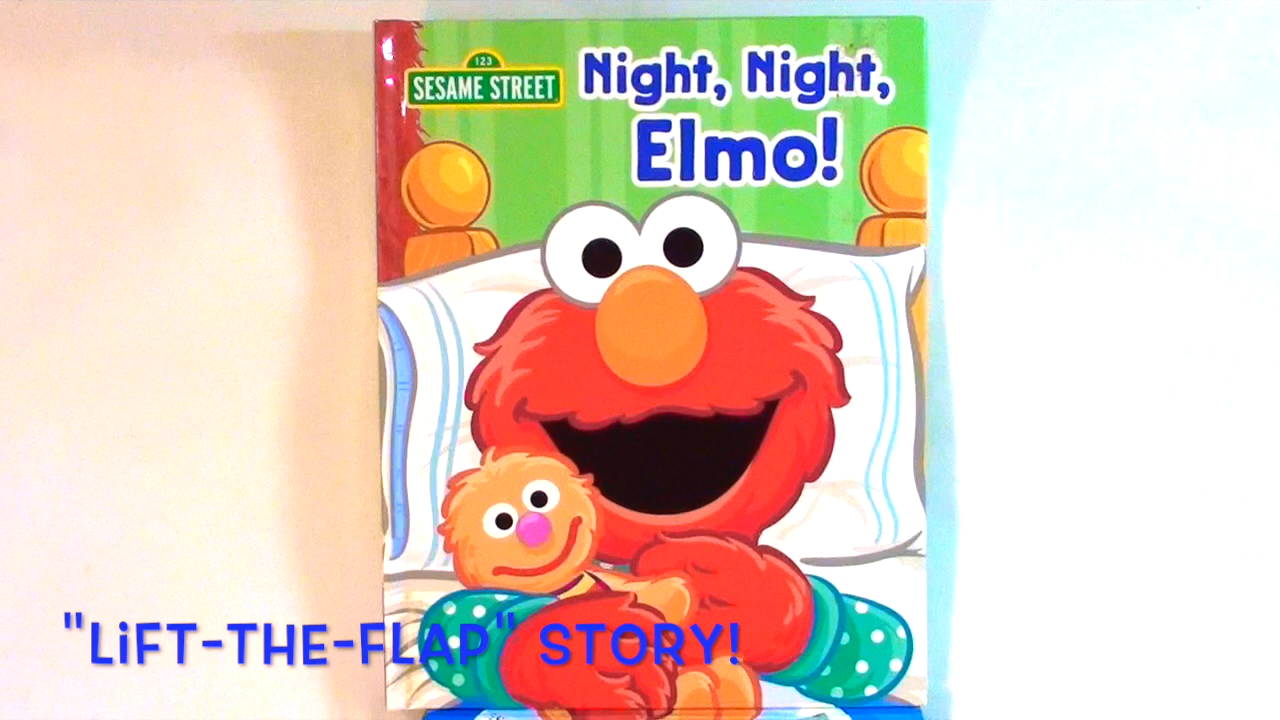 123
SESAME STREET
Night, Night,
Elmo!
"LiFT-THE-FLAP" STORY!